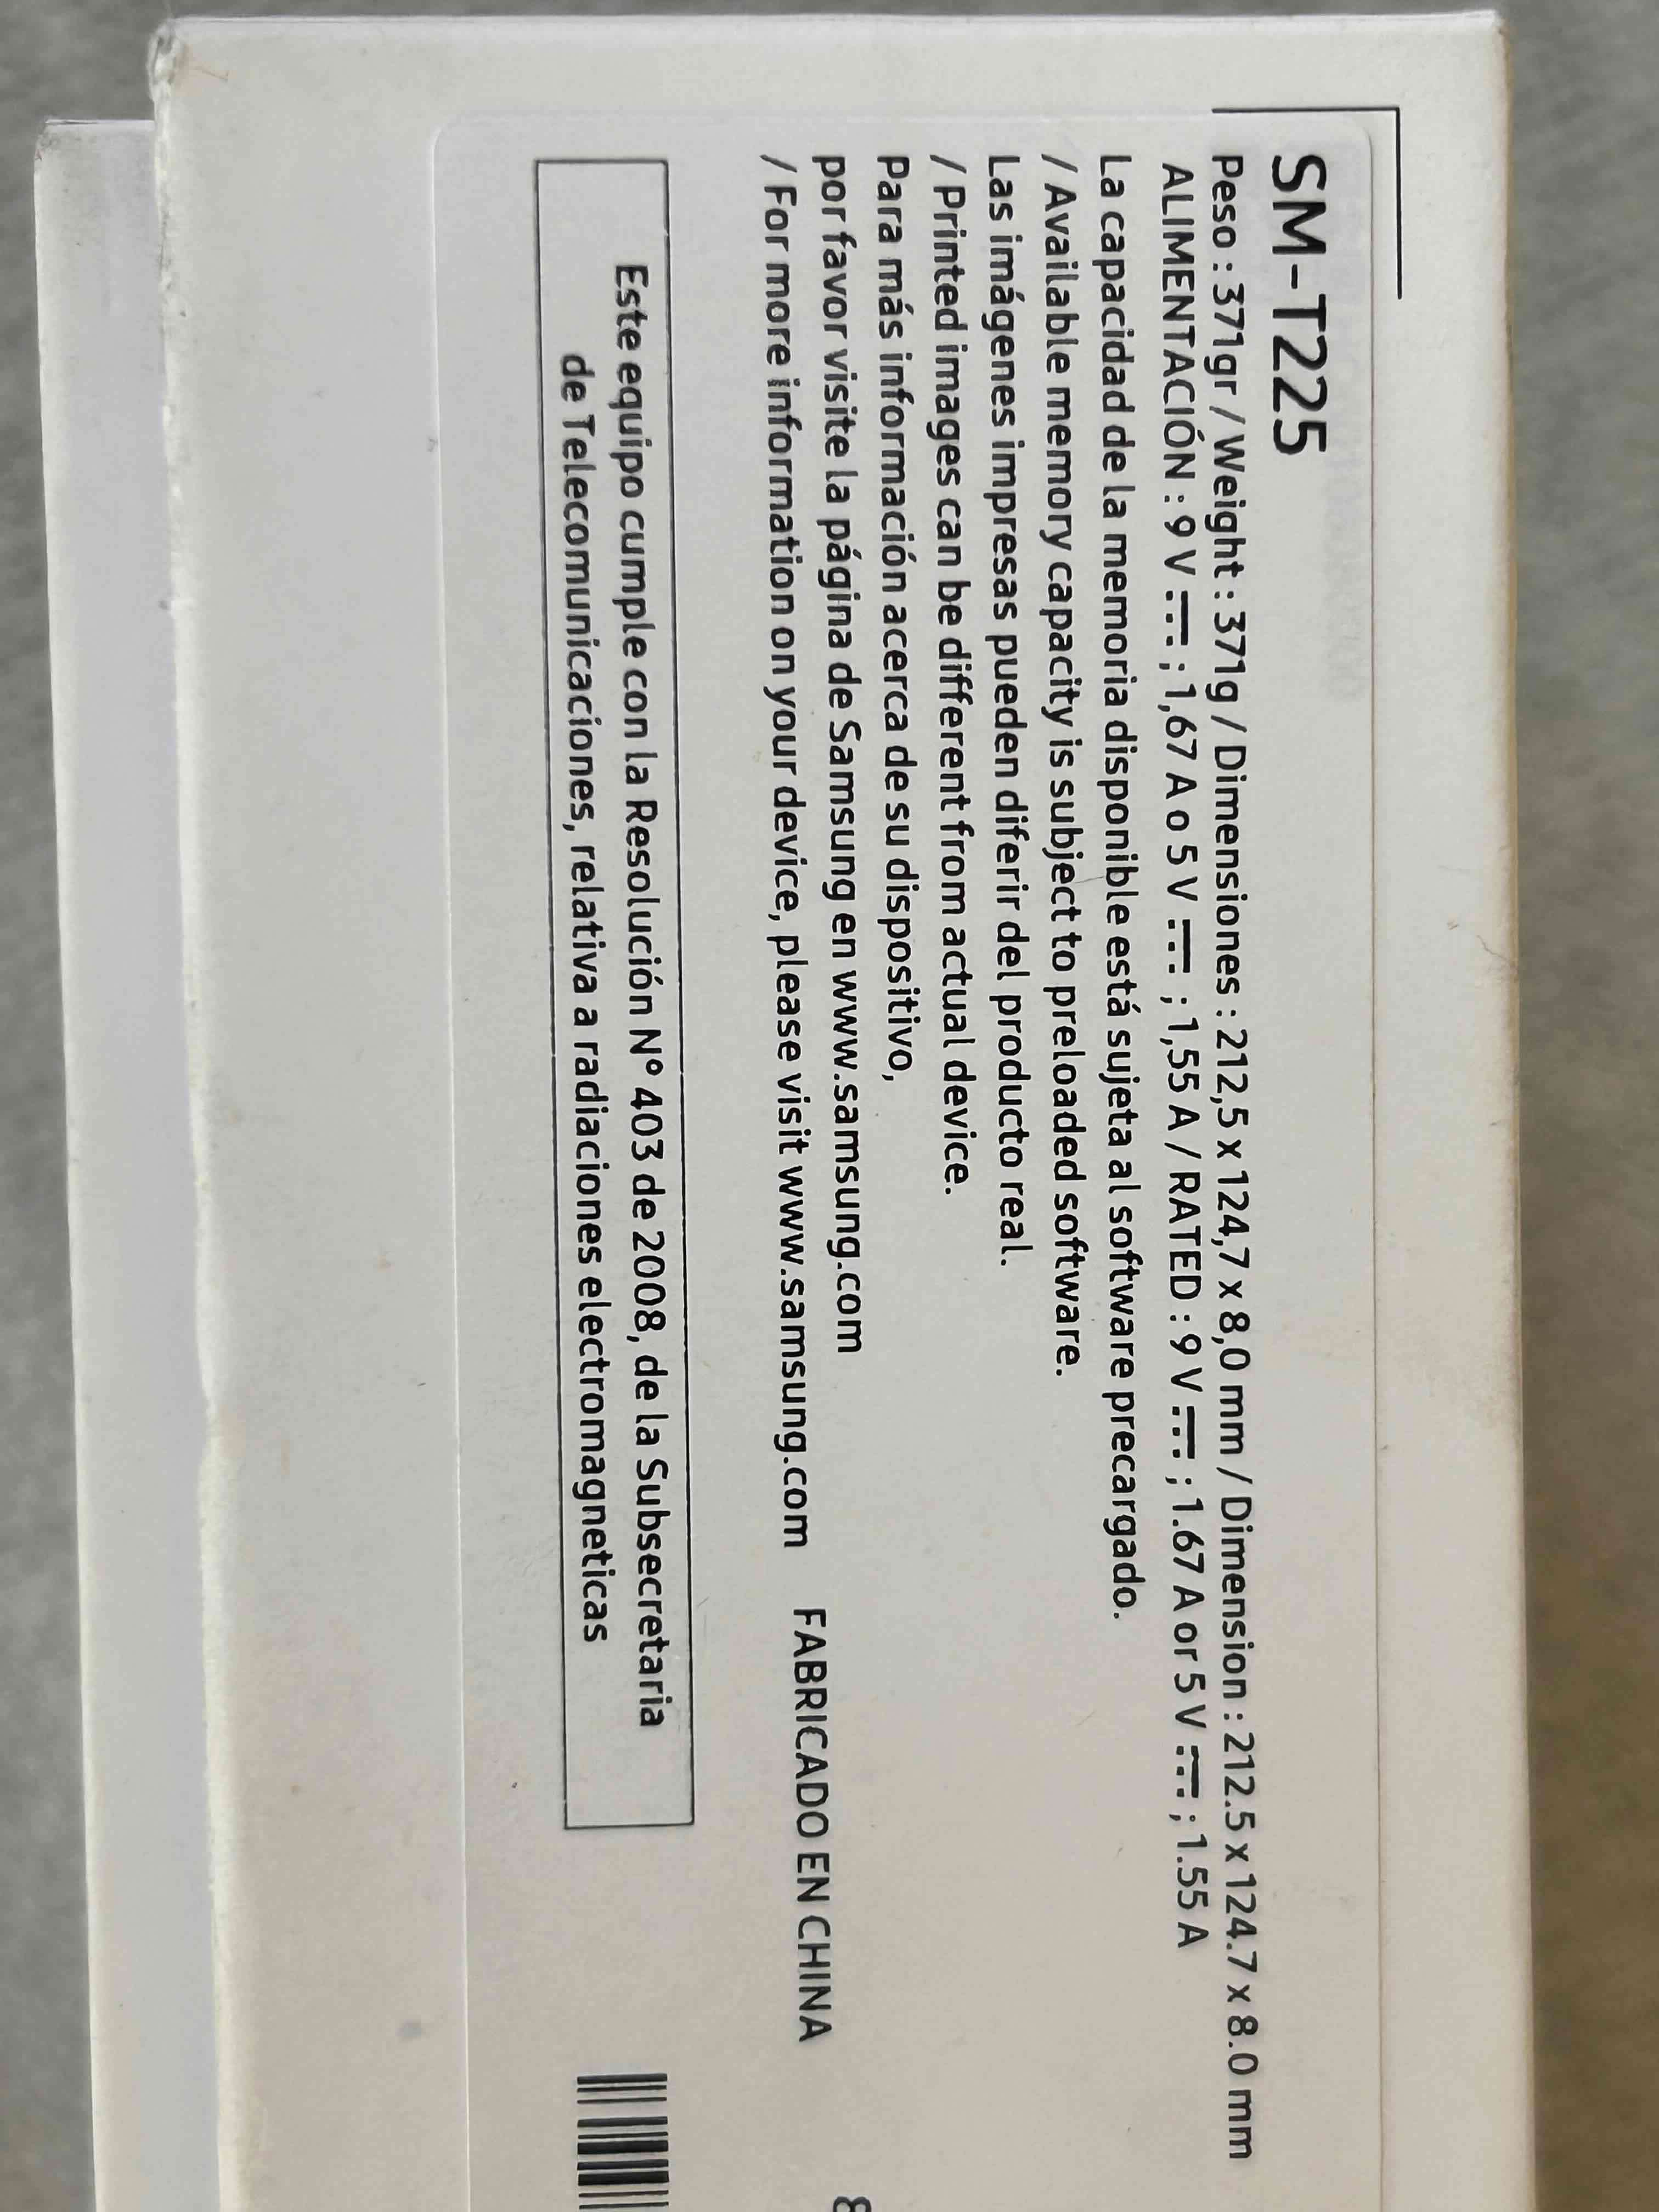 SM-T225
Peso : 371gr / Weight : 371g / Dimensiones : 212,5 x 124,7 x 8,0 mm / Dimension : 212.5 x 124.7 x 8.0 mm
ALIMENTACIÓN : 9 V ⎓ ; 1,67 A o 5 V ⎓ ; 1,55 A / RATED : 9 V ⎓ ; 1.67 A or 5 V ⎓ ; 1.55 A
La capacidad de la memoria disponible está sujeta al software precargado.
/ Available memory capacity is subject to preloaded software.
Las imágenes impresas pueden diferir del producto real.
/ Printed images can be different from actual device.
Para más información acerca de su dispositivo,
por favor visite la página de Samsung en www.samsung.com
/ For more information on your device, please visit www.samsung.com FABRICADO EN CHINA
Este equipo cumple con la Resolución N° 403 de 2008, de la Subsecretaria
de Telecomunicaciones, relativa a radiaciones electromagneticas